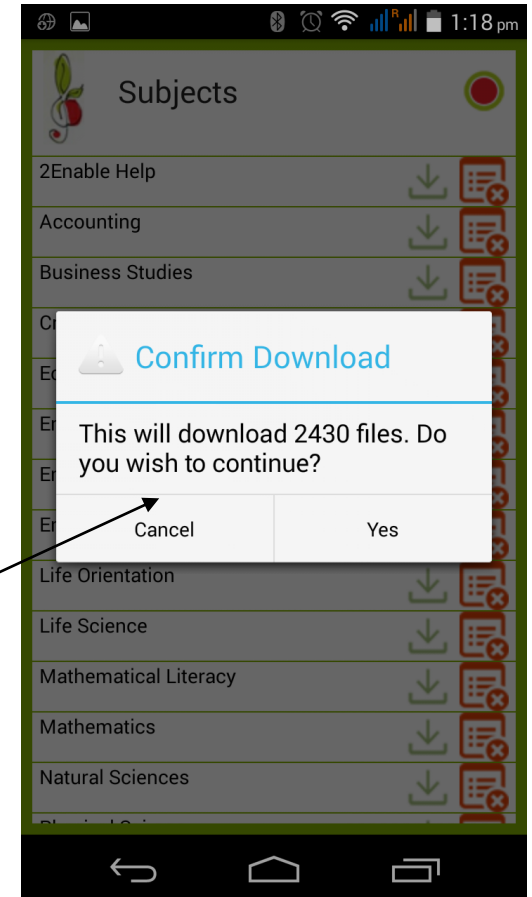 R
1:18 pm
Subjects
2Enable Help
Accounting
Business Studies
Confirm Download
This will download 2430 files. Do
you wish to continue?
Cancel
Yes
Life Orientation
Life Science
Mathematical Literacy
Mathematics
Natural Sciences